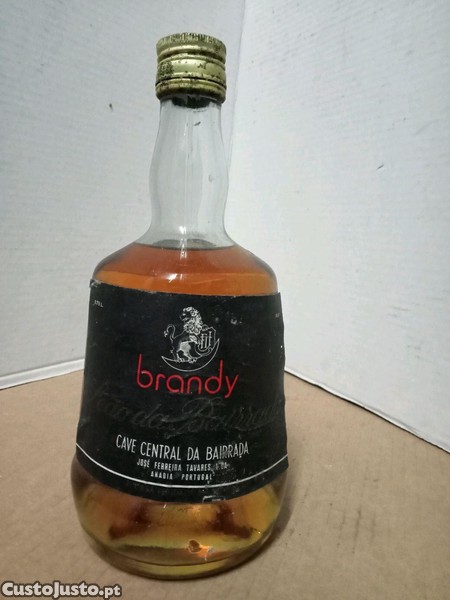 brandy
CAVE CENTRAL DA BAIRRADA
JOSÉ FERREIRA TAVARES, LDA
ANADIA PORTUGAL
CustoJusto.pt